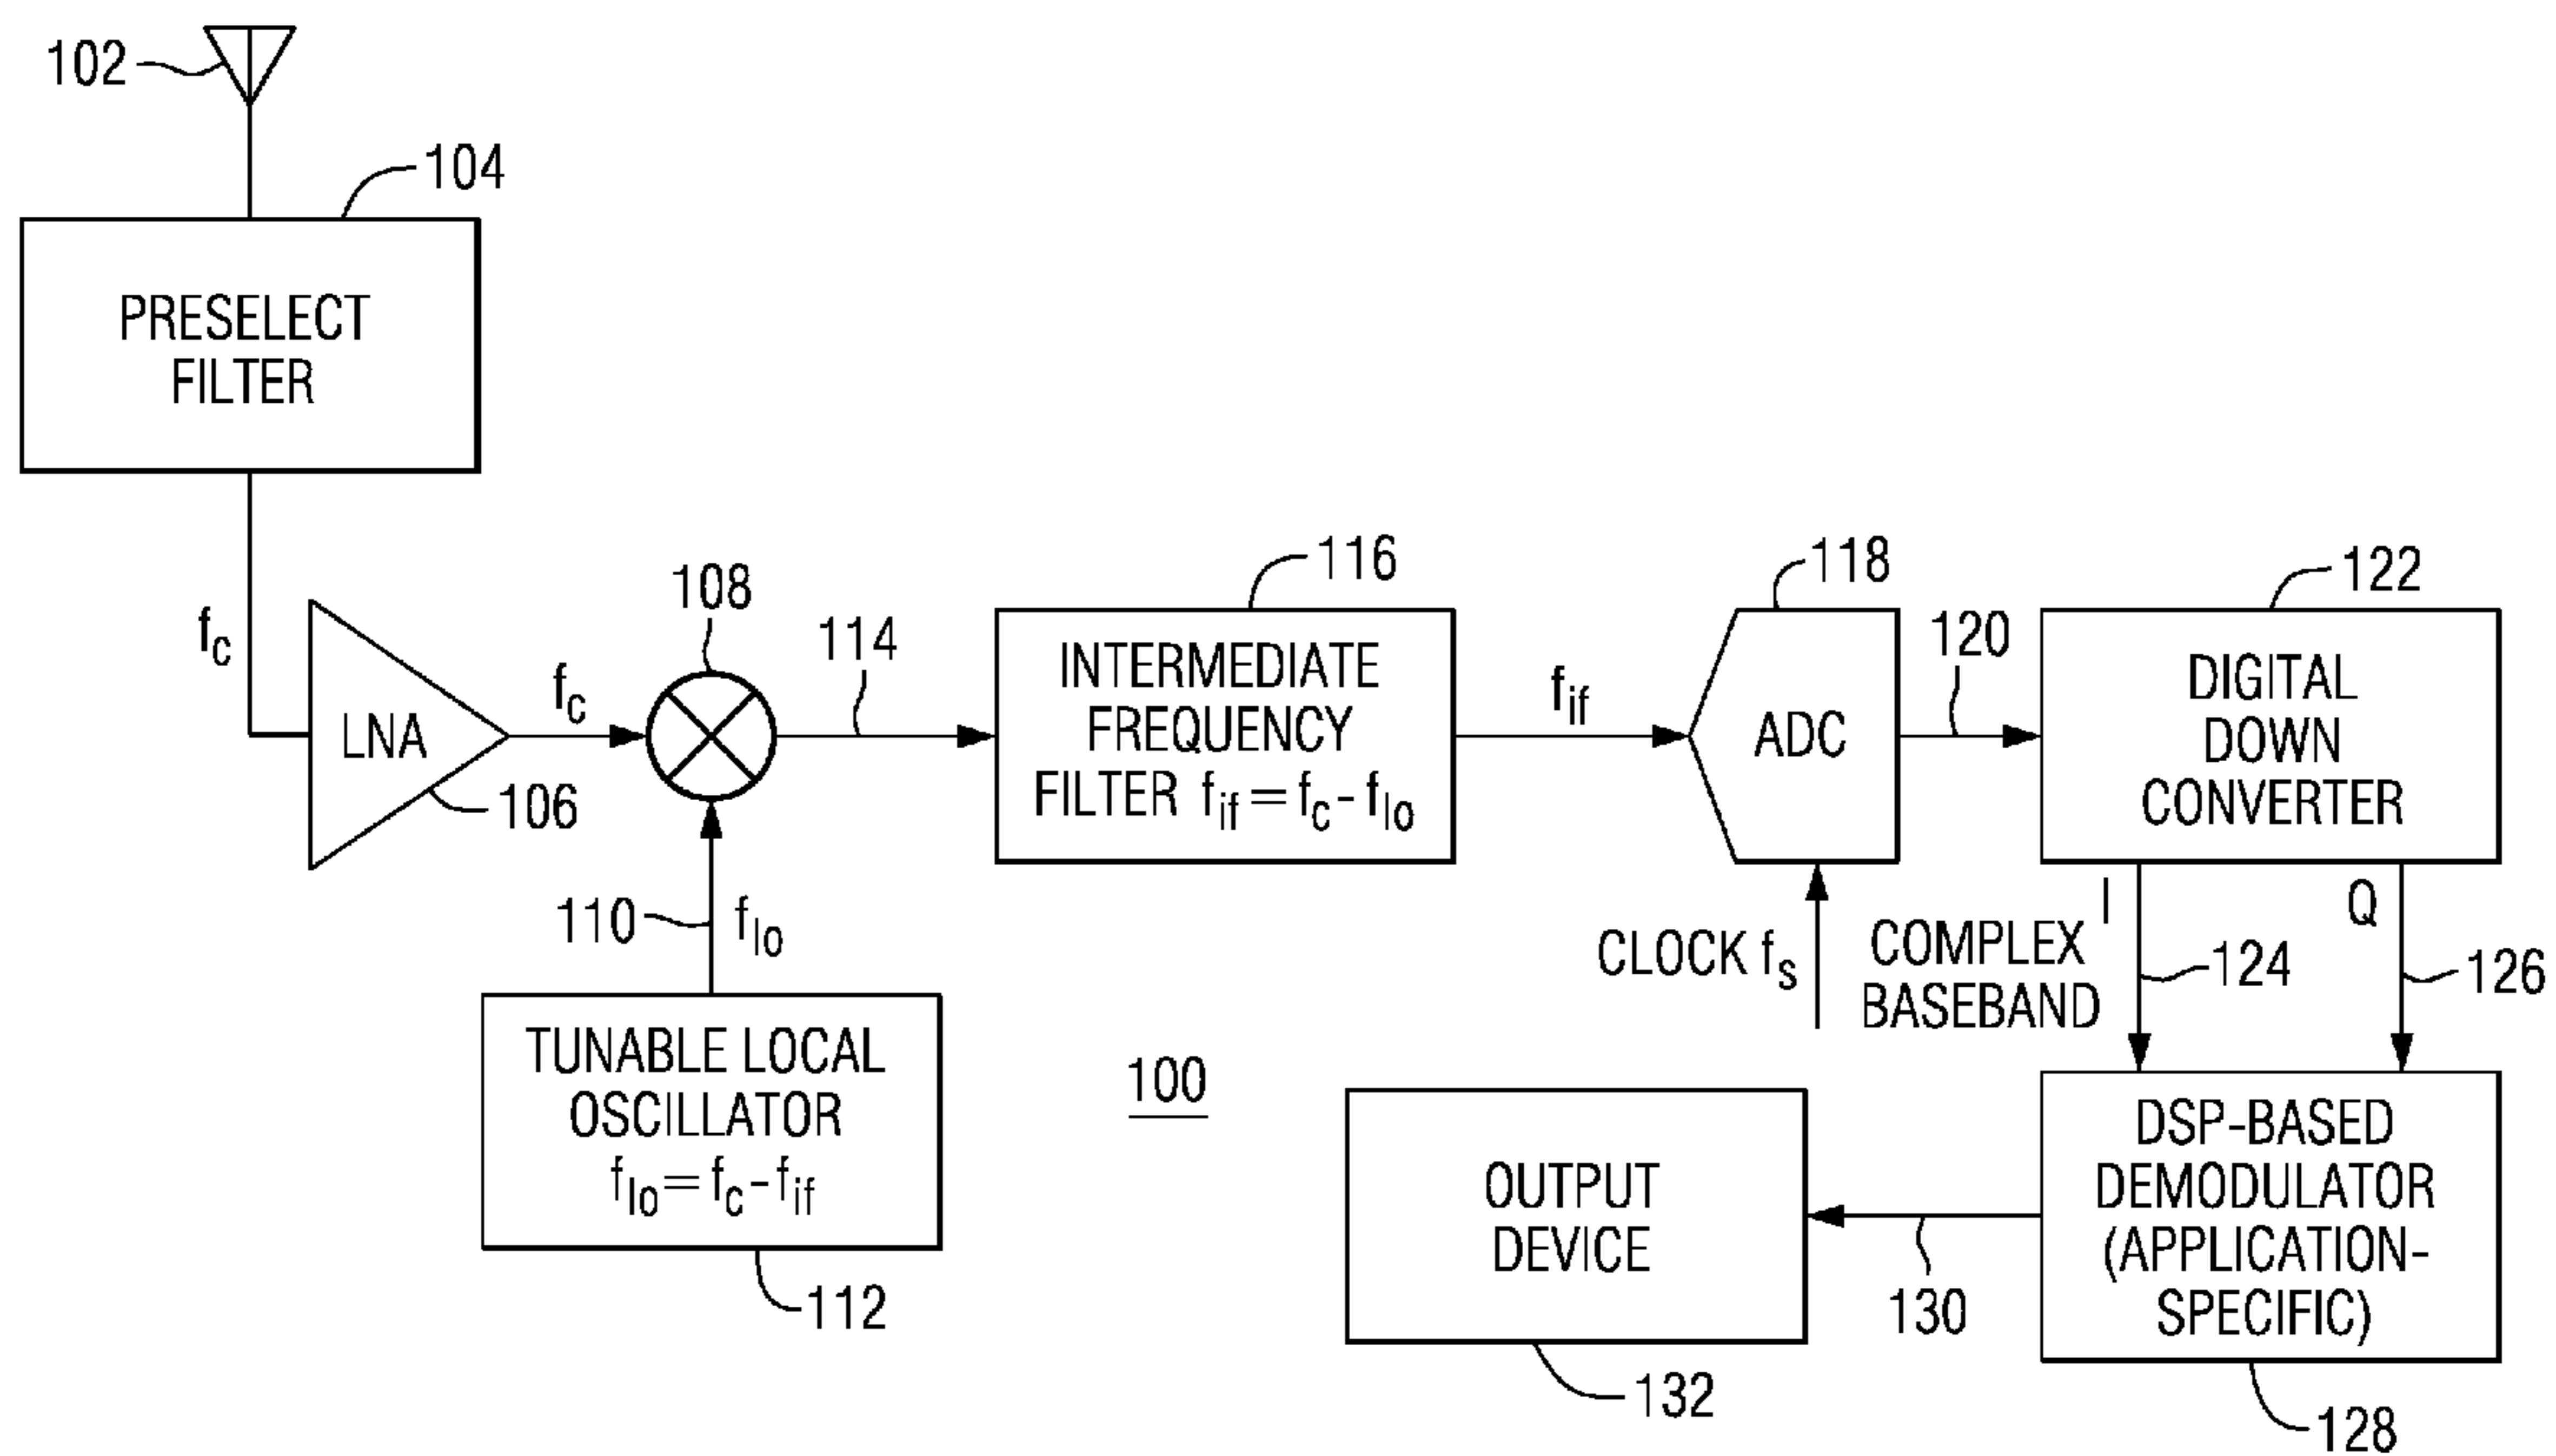 102
104
PRESELECT
FILTER
fc
LNA
106
fc
108
114
110
flo
TUNABLE LOCAL
OSCILLATOR
flo = fc - fif
112
116
INTERMEDIATE
FREQUENCY
FILTER fif = fc - flo
fif
118
ADC
CLOCK fs
120
122
DIGITAL
DOWN
CONVERTER
I
Q
COMPLEX
BASEBAND
124
126
DSP-BASED
DEMODULATOR
(APPLICATION-
SPECIFIC)
128
130
OUTPUT
DEVICE
132
100